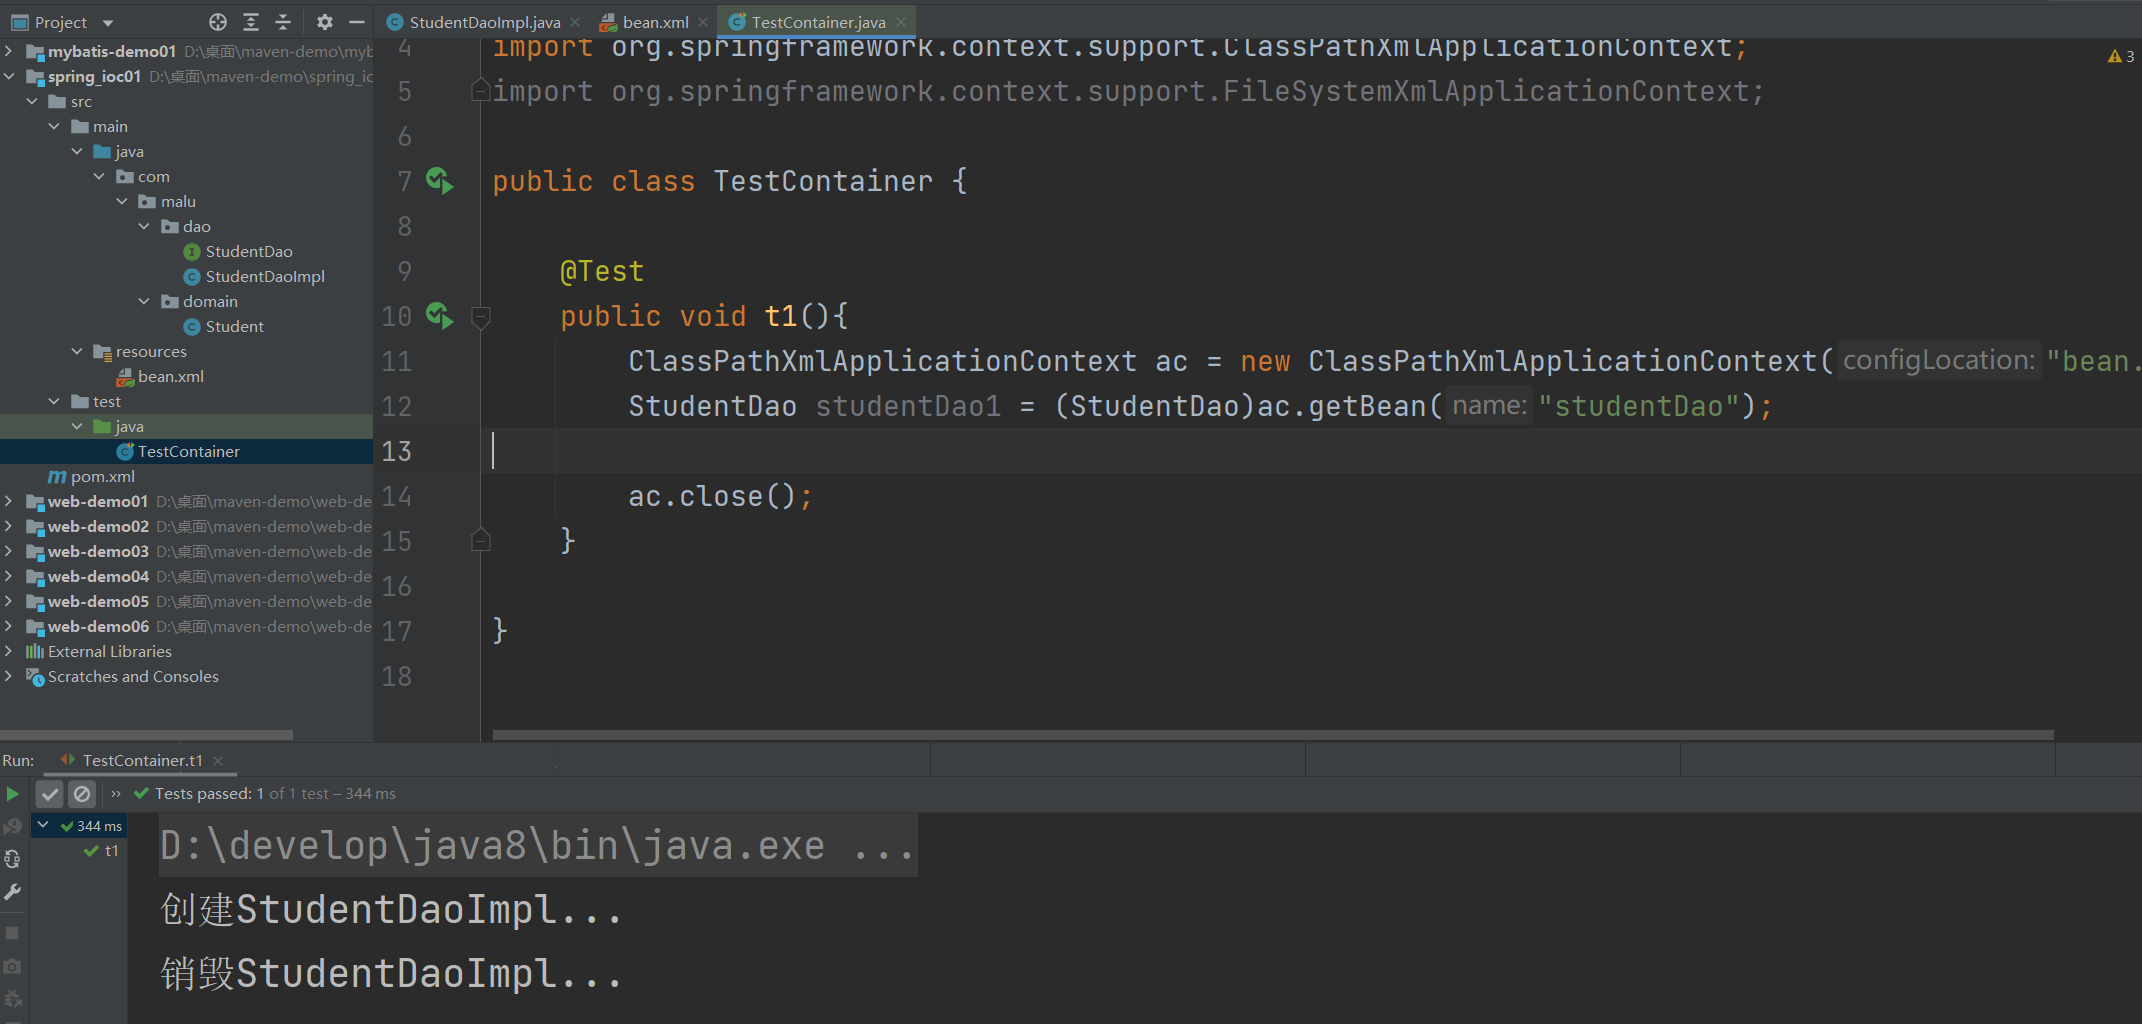 Project
StudentDaoImpl.java
bean.xml
TestContainer.java
mybatis-demo01 D:\桌面\maven-demo\myb
spring_ioc01 D:\桌面\maven-demo\spring_io
src
main
java
com
malu
dao
StudentDao
StudentDaoImpl
domain
Student
resources
bean.xml
test
java
TestContainer
pom.xml
web-demo01 D:\桌面\maven-demo\web-de
web-demo02 D:\桌面\maven-demo\web-de
web-demo03 D:\桌面\maven-demo\web-de
web-demo04 D:\桌面\maven-demo\web-de
web-demo05 D:\桌面\maven-demo\web-de
web-demo06 D:\桌面\maven-demo\web-de
External Libraries
Scratches and Consoles
4 import org.springframework.context.support.ClassPathXmlApplicationContext;
5 import org.springframework.context.support.FileSystemXmlApplicationContext;
6
7 public class TestContainer {
8
9 @Test
10 public void t1(){
11 ClassPathXmlApplicationContext ac = new ClassPathXmlApplicationContext( configLocation: "bean.
12 StudentDao studentDao1 = (StudentDao)ac.getBean( name: "studentDao");
13
14 ac.close();
15 }
16
17 }
18
3
Run: TestContainer.t1
Tests passed: 1 of 1 test – 344 ms
344 ms
t1
D:\develop\java8\bin\java.exe ...
创建StudentDaoImpl...
销毁StudentDaoImpl...